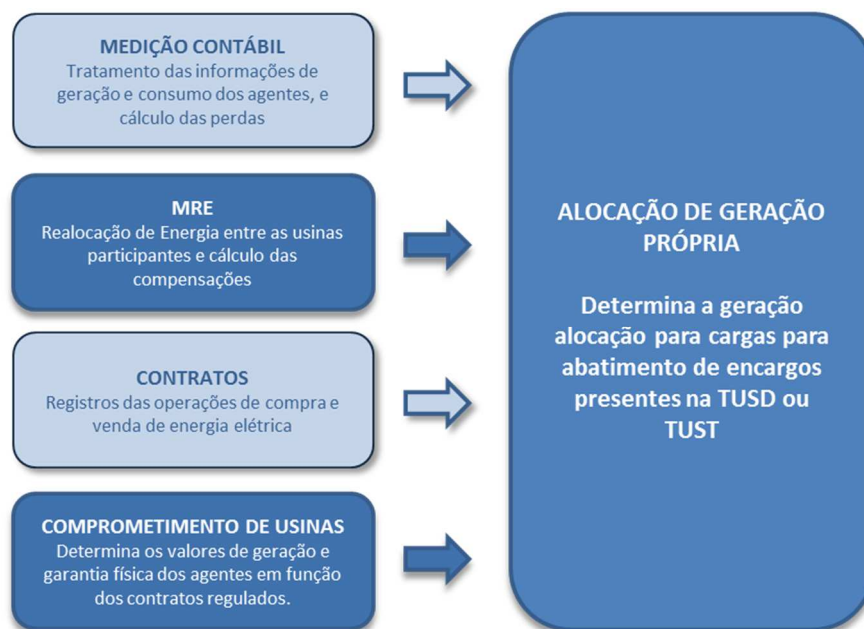 MEDIÇÃO CONTÁBIL
Tratamento das informações de
geração e consumo dos agentes, e
cálculo das perdas
MRE
Realocação de Energia entre as usinas
participantes e cálculo das
compensações
CONTRATOS
Registros das operações de compra e
venda de energia elétrica
COMPROMETIMENTO DE USINAS
Determina os valores de geração e
garantia física dos agentes em função
dos contratos regulados.
ALOCAÇÃO DE GERAÇÃO
PRÓPRIA
Determina a geração
alocação para cargas para
abatimento de encargos
presentes na TUSD ou
TUST